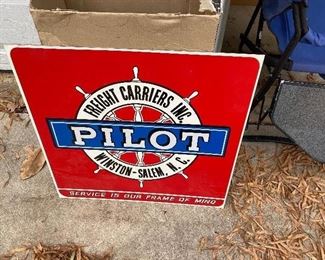 FREIGHT CARRIERS INC.
PILOT
WINSTON-SALEM, N.C.
SERVICE IS OUR FRAME OF MIND